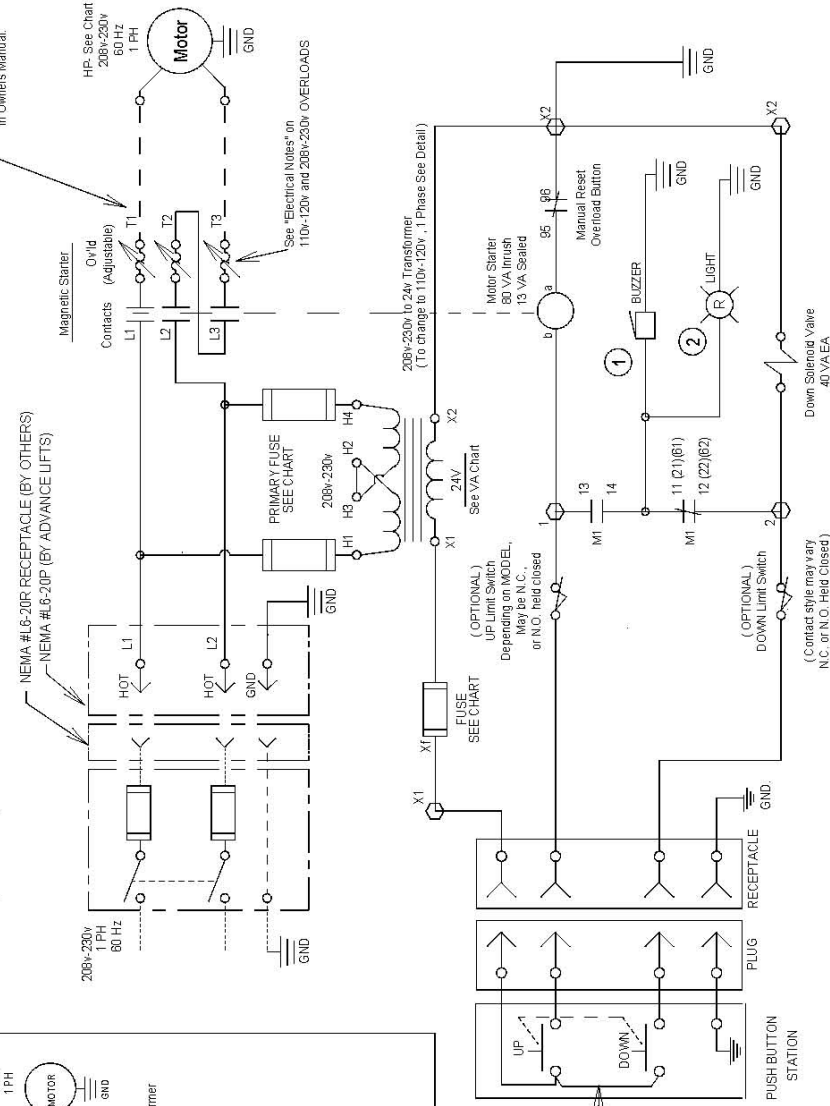 in Owners Manual.
HP- See Chart
208v-230v
60 Hz
1 PH
Motor
GND
Magnetic Starter
Ov'ld
(Adjustable)
Contacts
T1
T2
T3
L1
L2
L3
See "Electrical Notes" on
110v-120v and 208v-230v OVERLOADS
NEMA #L6-20R RECEPTACLE (BY OTHERS)
NEMA #L6-20P (BY ADVANCE LIFTS)
L1
HOT
L2
HOT
GND
GND
208v-230v
1 PH
60 Hz
GND
PRIMARY FUSE
SEE CHART
208v-230v
H1
H3
H2
H4
208v-230v to 24v Transformer
( To change to 110v-120v , 1 Phase See Detail )
X1
X2
24V
See VA Chart
Xf
FUSE
SEE CHART
X1
X2
GND
Motor Starter
80 VA Inrush
13 VA Sealed
b
a
95
96
Manual Reset
Overload Button
( OPTIONAL )
UP Limit Switch
Depending on MODEL,
May be N.C.,
or N.O. held closed
1
13
M1
14
BUZZER
1
GND
LIGHT
2
R
GND
11 (21)(61)
M1
12 (22)(62)
2
X2
( OPTIONAL )
DOWN Limit Switch
(Contact style may vary
N.C. or N.O. Held Closed )
Down Solenoid Valve
40 VA EA
GND.
RECEPTACLE
PLUG
UP
DOWN
PUSH BUTTON
STATION
1 PH
MOTOR
GND
rmer